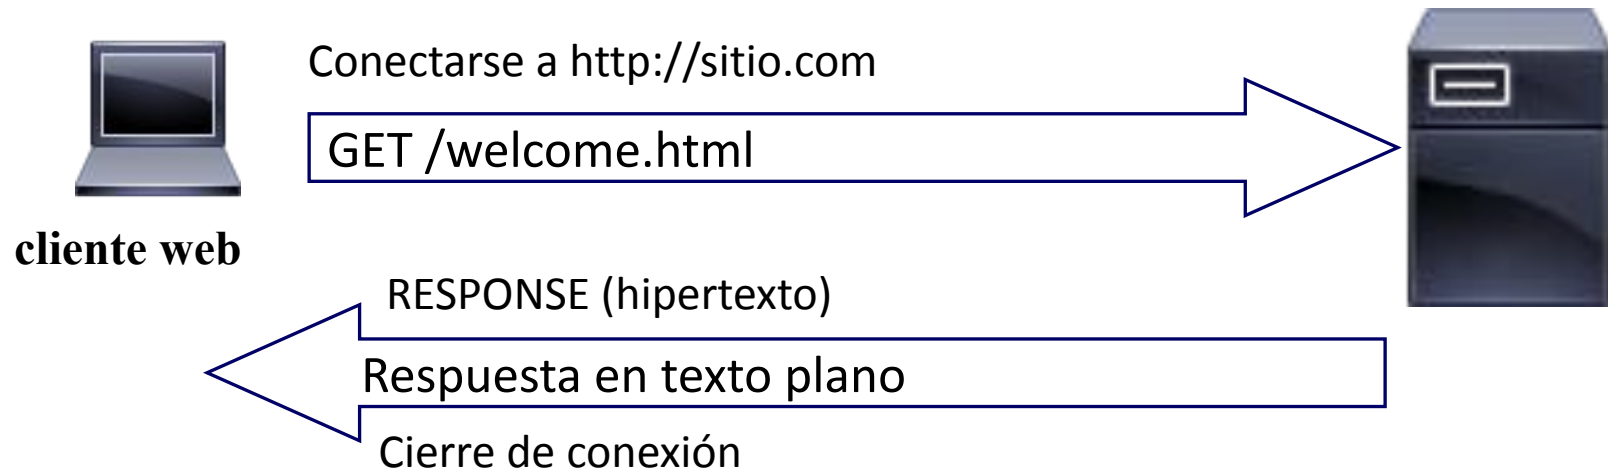 Conectarse a http://sitio.com
GET /welcome.html
cliente web
RESPONSE (hipertexto)
Respuesta en texto plano
Cierre de conexión